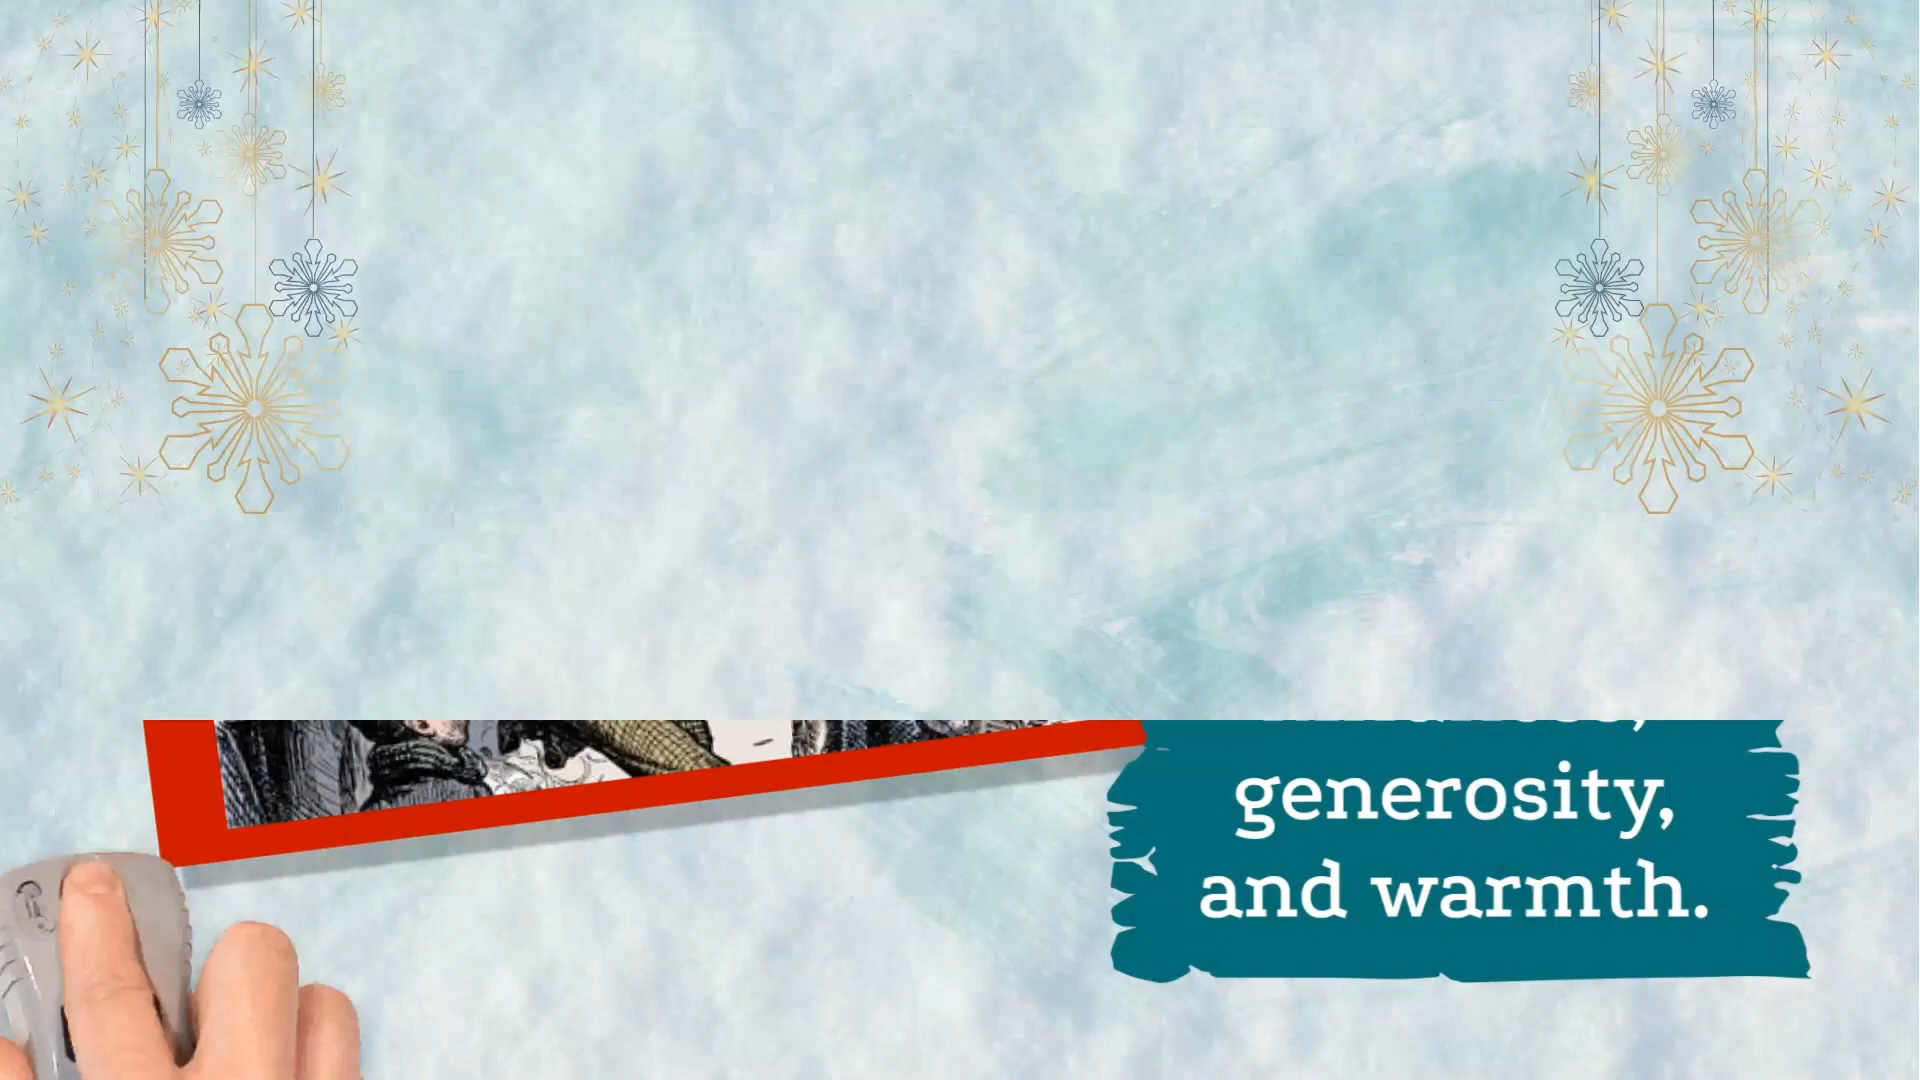 generosity,
and warmth.